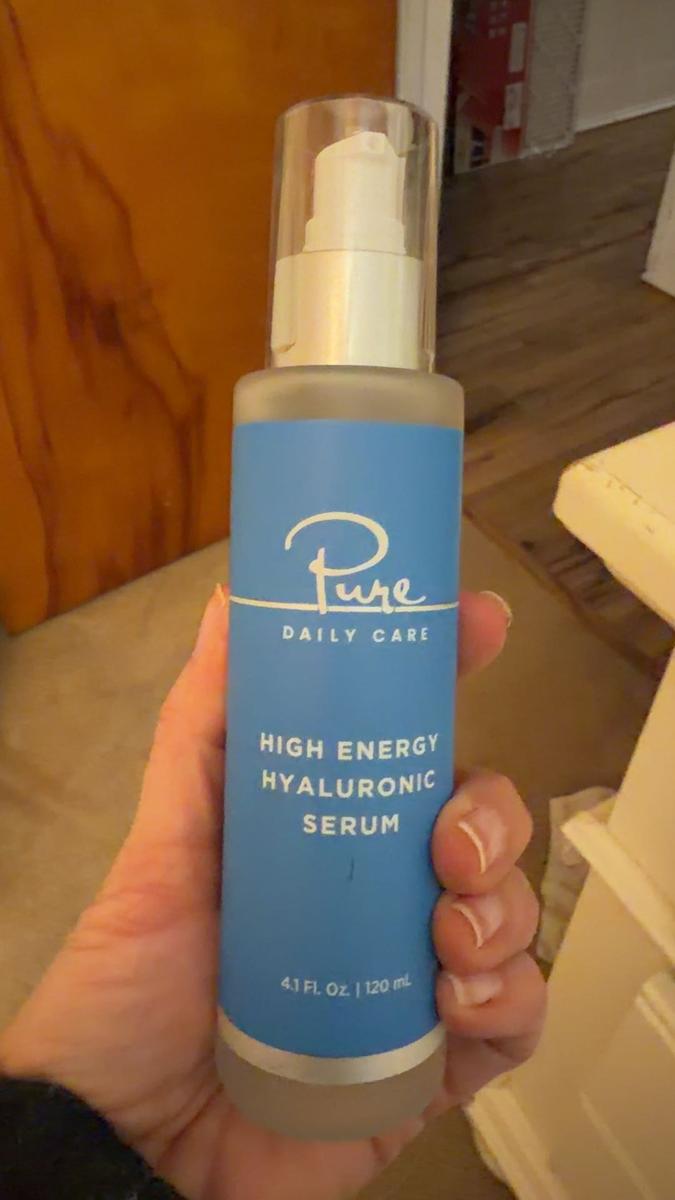 Pure
DAILY CARE
HIGH ENERGY
HYALURONIC
SERUM
4.1 Fl. Oz. | 120 mL